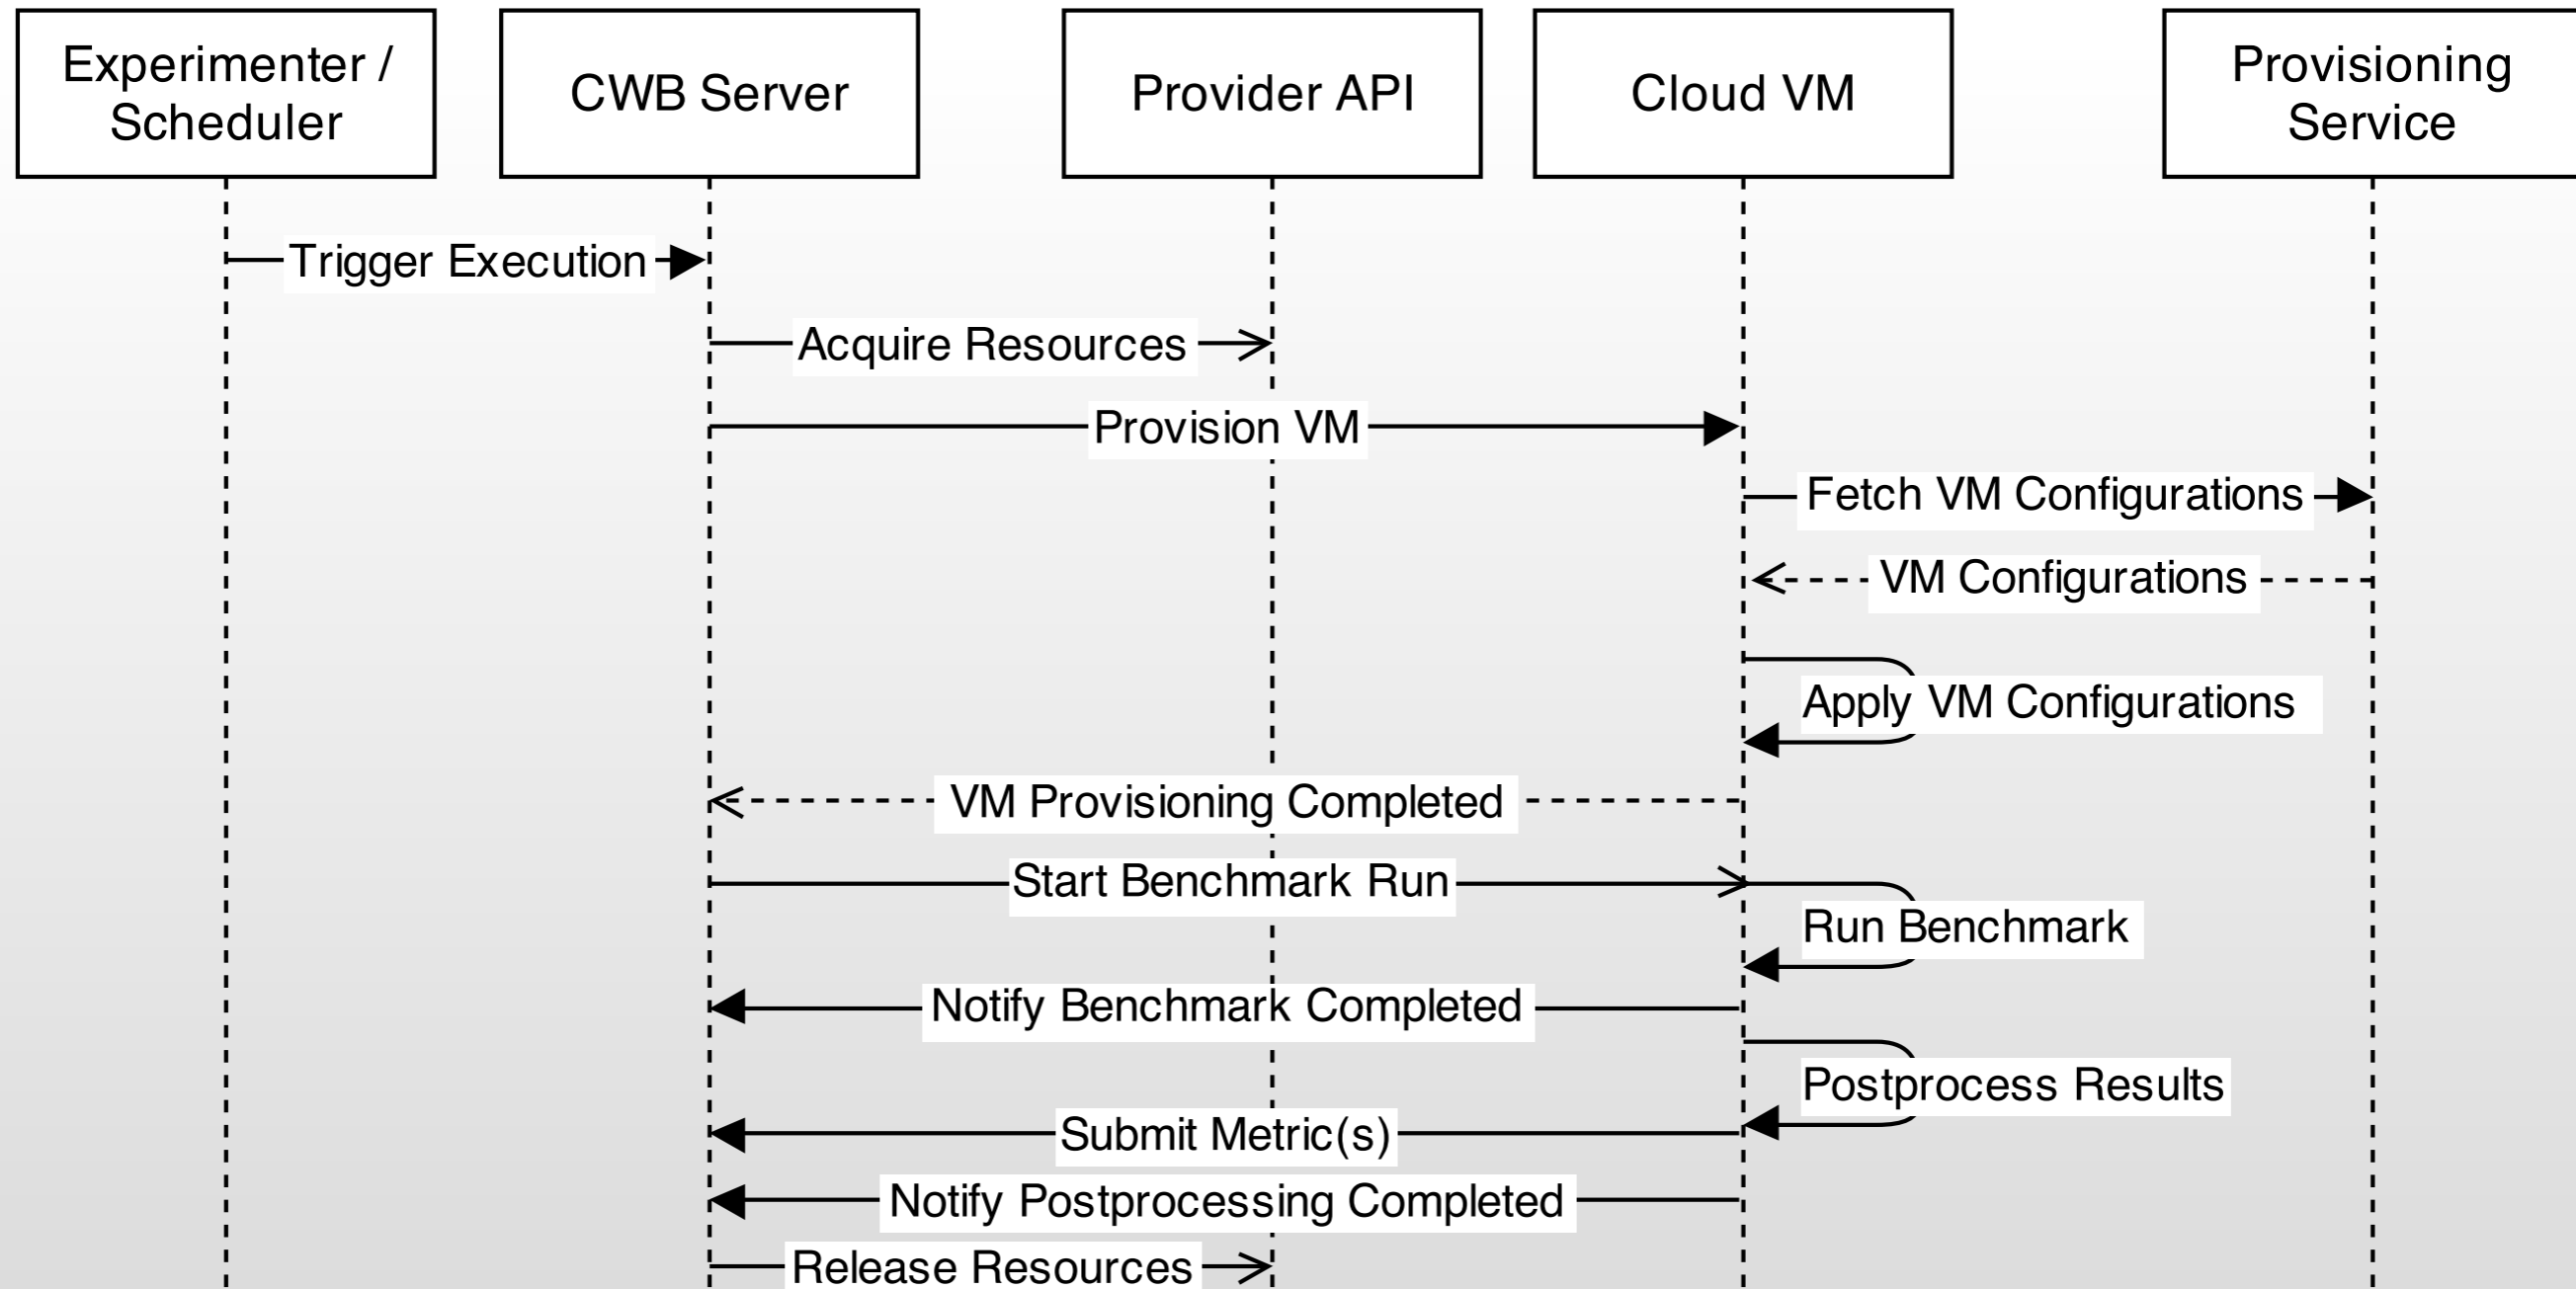 Experimenter /
Scheduler
CWB Server
Provider API
Cloud VM
Provisioning
Service
Trigger Execution
Acquire Resources
Provision VM
Fetch VM Configurations
VM Configurations
Apply VM Configurations
VM Provisioning Completed
Start Benchmark Run
Run Benchmark
Notify Benchmark Completed
Postprocess Results
Submit Metric(s)
Notify Postprocessing Completed
Release Resources